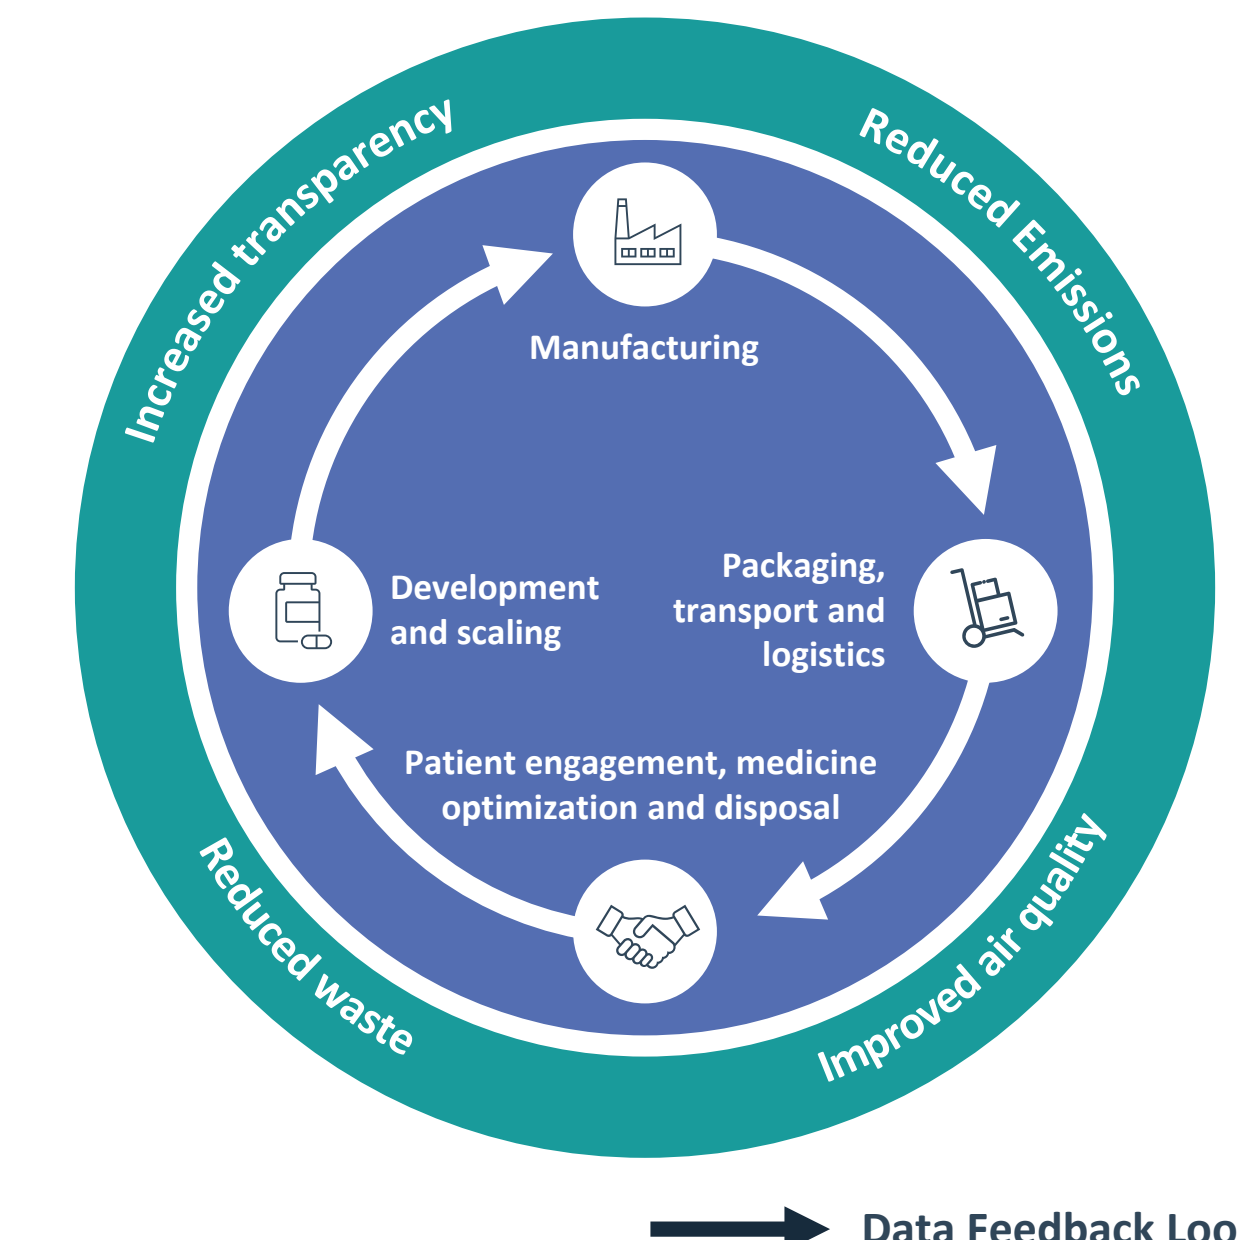 Increased transparency
Reduced Emissions
Manufacturing
Development
and scaling
Packaging,
transport and
logistics
Patient engagement, medicine
optimization and disposal
Reduced waste
Improved air quality
Data Feedback Loo